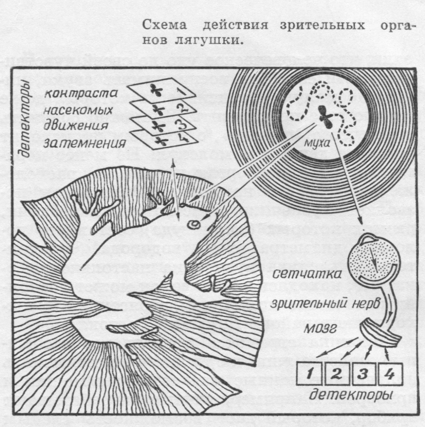 Схема действия зрительных орга-
нов лягушки.
детекторы
контраста
насекомых
движения
затемнения
муха
сетчатка
зрительный нерв
мозг
1 2 3 4
детекторы